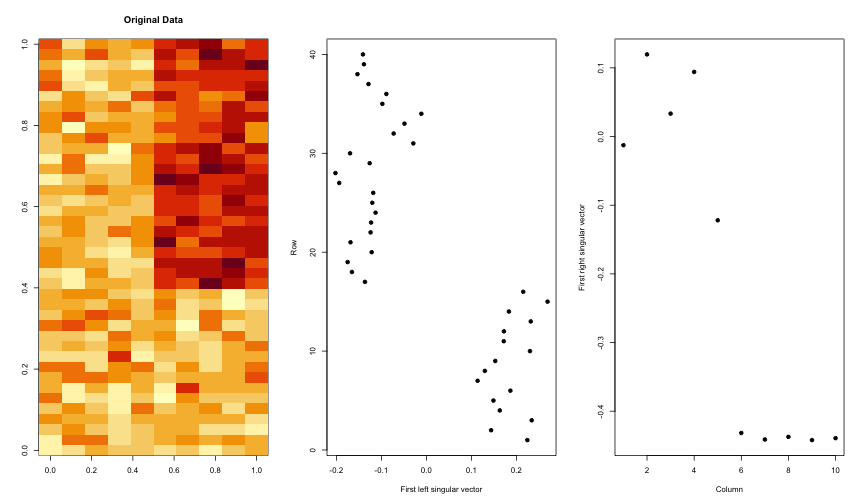 Original Data
1.0
0.8
0.6
0.4
0.2
0.0
0.0 0.2 0.4 0.6 0.8 1.0
Row
40
30
20
10
0
-0.2 -0.1 0.0 0.1 0.2
First left singular vector
First right singular vector
0.1
0.0
-0.1
-0.2
-0.3
-0.4
2 4 6 8 10
Column